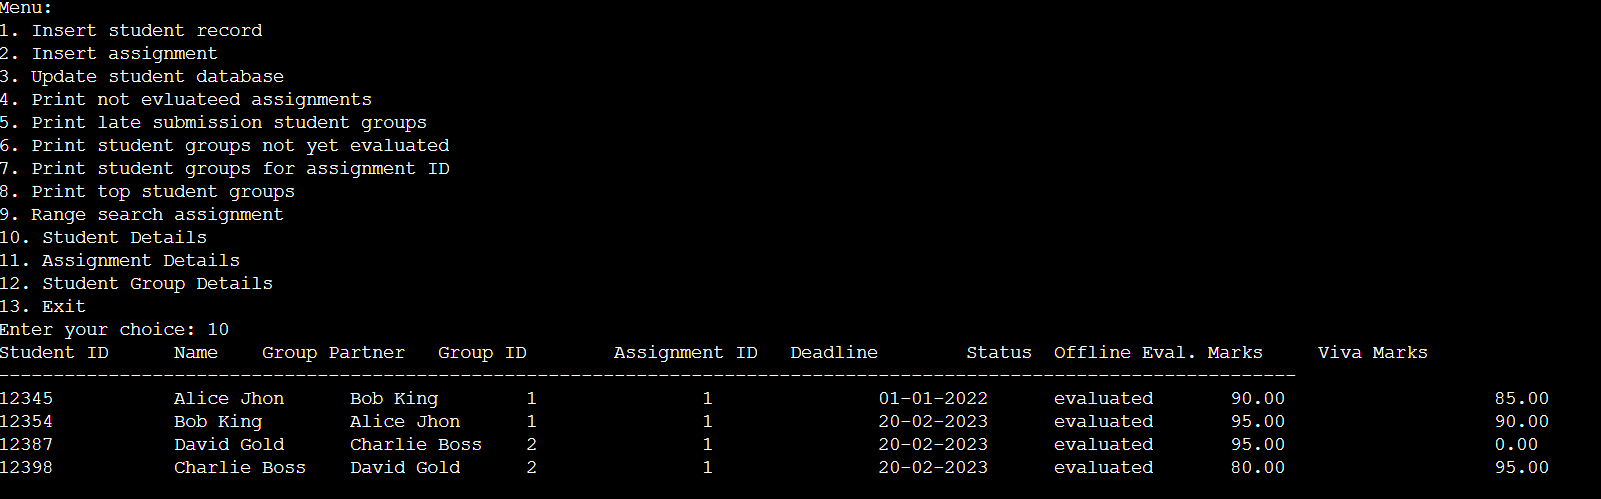 Menu:
1. Insert student record
2. Insert assignment
3. Update student database
4. Print not evluateed assignments
5. Print late submission student groups
6. Print student groups not yet evaluated
7. Print student groups for assignment ID
8. Print top student groups
9. Range search assignment
10. Student Details
11. Assignment Details
12. Student Group Details
13. Exit
Enter your choice: 10
Student ID Name Group Partner Group ID Assignment ID Deadline Status Offline Eval. Marks Viva Marks
----------------------------------------------------------------------------------------------------------------------
12345 Alice Jhon Bob King 1 1 01-01-2022 evaluated 90.00 85.00
12354 Bob King Alice Jhon 1 1 20-02-2023 evaluated 95.00 90.00
12387 David Gold Charlie Boss 2 1 20-02-2023 evaluated 95.00 0.00
12398 Charlie Boss David Gold 2 1 20-02-2023 evaluated 80.00 95.00